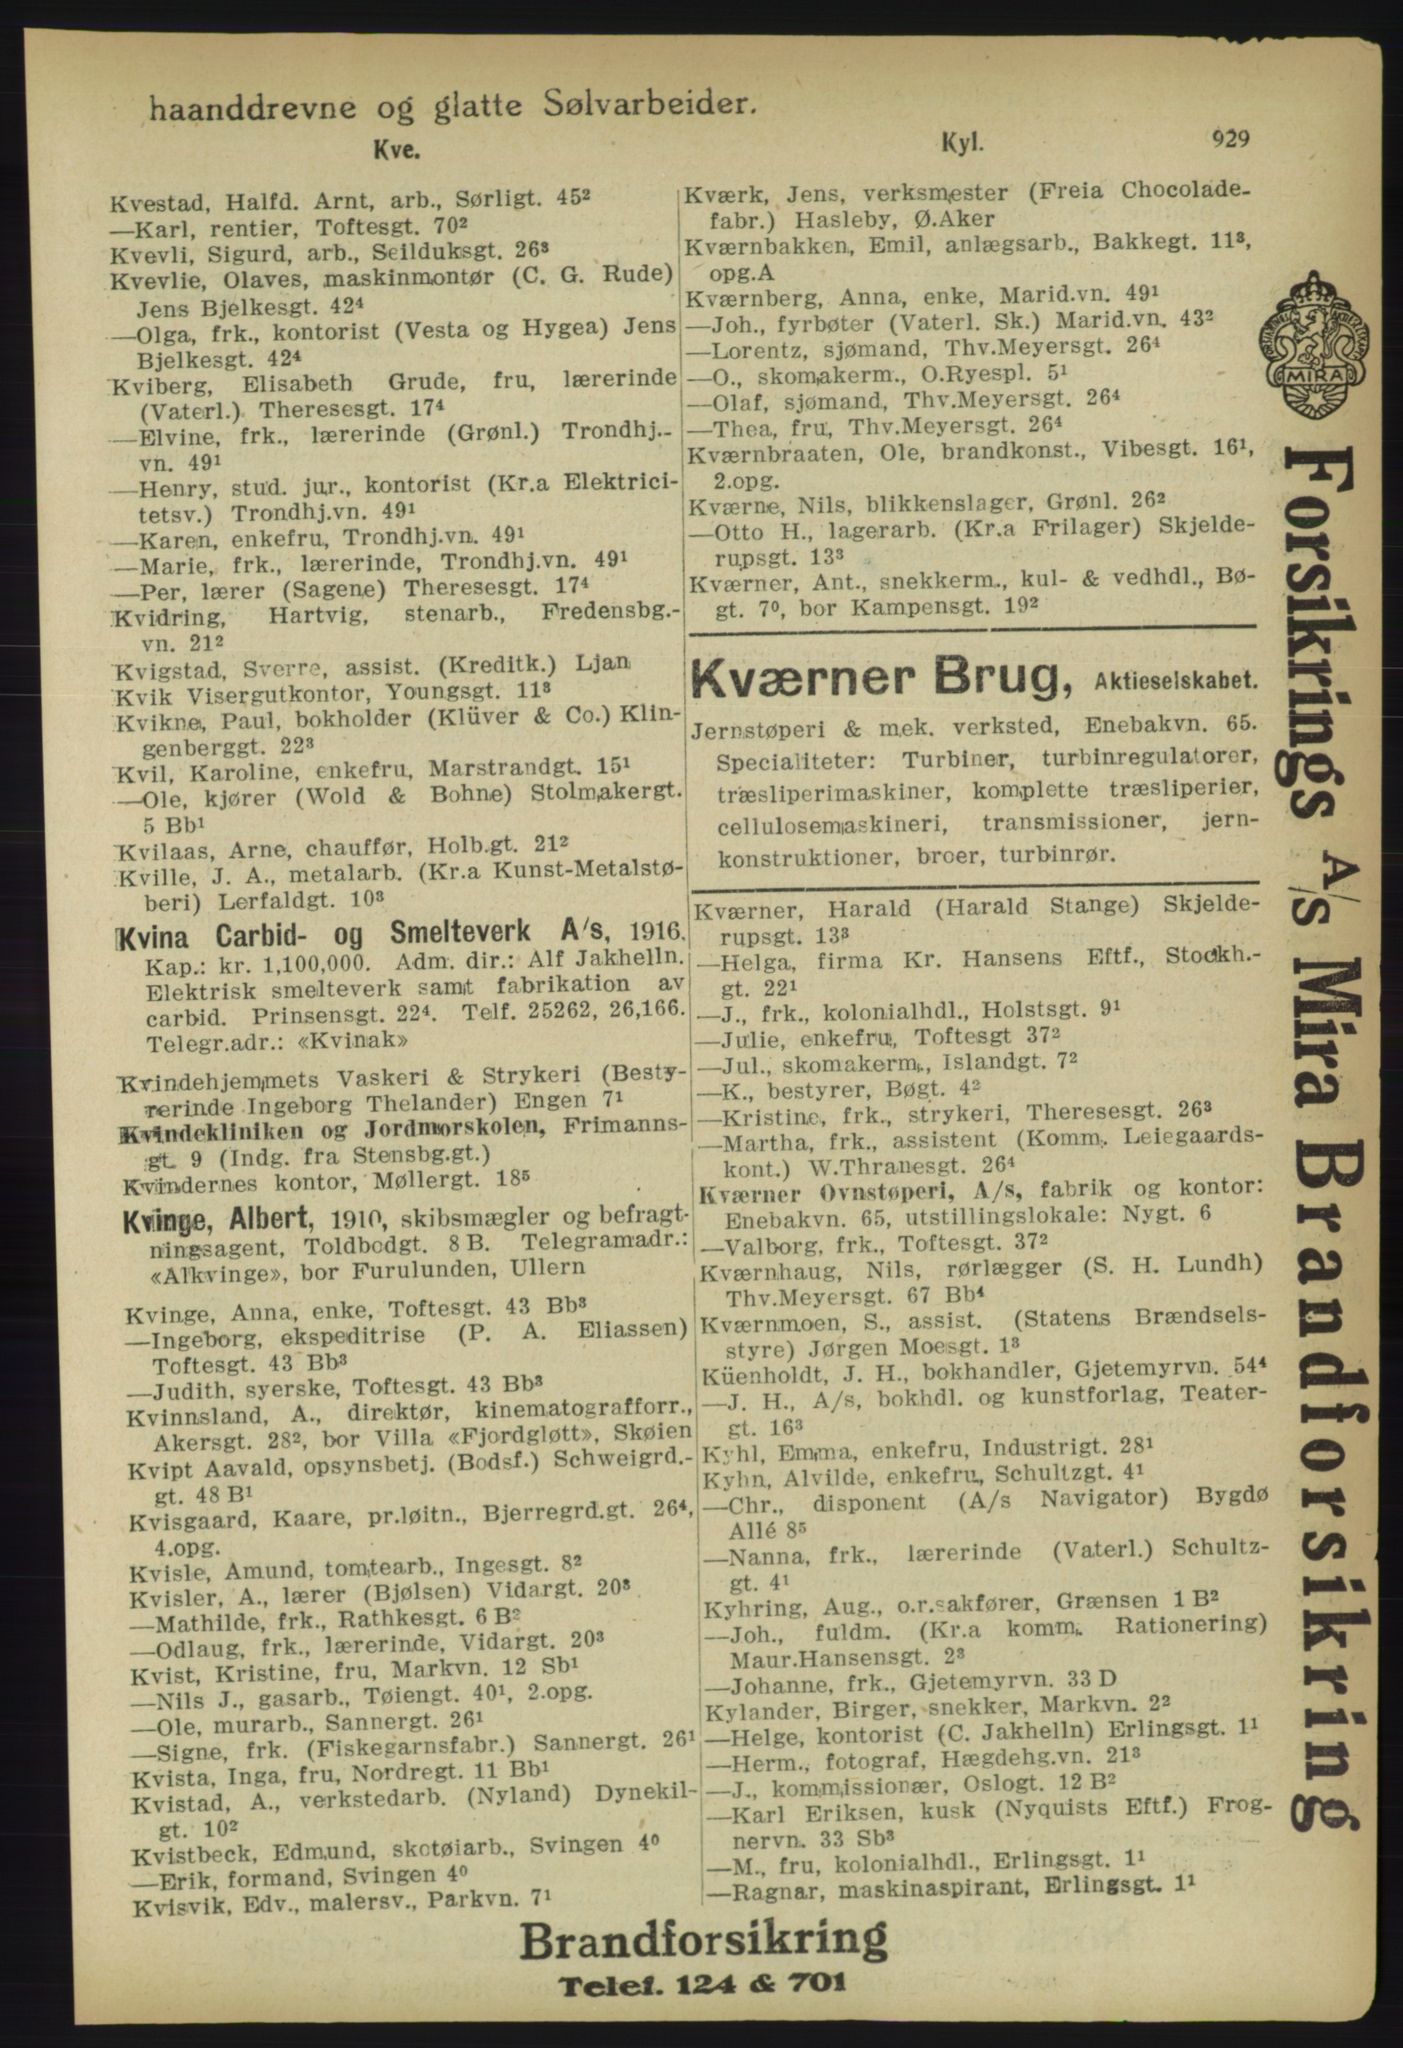 haanddrevne og glatte Sølvarbeider.
Kve.
Kyl.
929
Kvestad, Halfd. Arnt, arb., Sørligt. 45²
—Karl, rentier, Toftesgt. 70²
Kvevli, Sigurd, arb., Seilduksgt. 26³
Kvevlie, Olaves, maskinmontør (C. G. Rude)
Jens Bjelkesgt. 42⁴
—Olga, frk., kontorist (Vesta og Hygea) Jens
Bjelkesgt. 42⁴
Kviberg, Elisabeth Grude, fru, lærerinde
(Vaterl.) Theresesgt. 17⁴
—Elvine, frk., lærerinde (Grønl.) Trondhj.-
vn. 49¹
—Henry, stud. jur., kontorist (Kr.a Elektrici-
tetsv.) Trondhj.vn. 49¹
—Karen, enkefru, Trondhj.vn. 49¹
—Marie, frk., lærerinde, Trondhj.vn. 49¹
—Per, lærer (Sagene) Theresesgt. 17⁴
Kvidring, Hartvig, stenarb., Fredensbg.-
vn. 21²
Kvigstad, Sverre, assist. (Kreditk.) Ljan
Kvik Visergutkontor, Youngsgt. 11³
Kvikne, Paul, bokholder (Klüver & Co.) Klin-
genberggt. 22³
Kvil, Karoline, enkefru, Marstrandgt. 15¹
—Ole, kjører (Wold & Bohne) Stolmakergt.
5 Bb¹
Kvilaas, Arne, chauffør, Holb.gt. 21²
Kville, J. A., metalarb. (Kr.a Kunst-Metalstø-
beri) Lerfaldgt. 10³
Kvina Carbid- og Smelteverk A/s, 1916.
Kap.: kr. 1,100,000. Adm. dir.: Alf Jakhelln.
Elektrisk smelteverk samt fabrikation av
carbid. Prinsensgt. 22⁴. Telf. 25262, 26,166.
Telegr.adr.: «Kvinak»
Kvindehjemmets Vaskeri & Strykeri (Besty-
rerinde Ingeborg Thelander) Engen 7¹
Kvindekliniken og Jordmorskolen, Frimanns-
gt. 9 (Indg. fra Stensbg.gt.)
Kvindernes kontor, Møllergt. 18⁵
Kvinge, Albert, 1910, skibsmægler og befragt-
ningsagent, Toldbodgt. 8 B. Telegramadr.:
«Alkvinge», bor Furulunden, Ullern
Kvinge, Anna, enke, Toftesgt. 43 Bb³
—Ingeborg, ekspeditrise (P. A. Eliassen)
Toftesgt. 43 Bb³
—Judith, syerske, Toftesgt. 43 Bb³
Kvinnsland, A., direktør, kinematografforr.,
Akersgt. 28², bor Villa «Fjordgløtt», Skøien
Kvipt Aavald, opsynsbetj. (Bodsf.) Schweigrd.-
gt. 48 B¹
Kvisgaard, Kaare, pr.løitn., Bjerregrd.gt. 26⁴,
4.opg.
Kvisle, Amund, tomtearb., Ingesgt. 8²
Kvisler, A., lærer (Bjølsen) Vidargt. 20³
—Mathilde, frk., Rathkesgt. 6 B²
—Odlaug, frk., lærerinde, Vidargt. 20³
Kvist, Kristine, fru, Markvn. 12 Sb¹
—Nils J., gasarb., Tøiengt. 40¹, 2.opg.
—Ole, murarb., Sannergt. 26¹
—Signe, frk. (Fiskegarnsfabr.) Sannergt. 26¹
Kvista, Inga, fru, Nordregt. 11 Bb¹
Kvistad, A., verkstedarb. (Nyland) Dynekil-
gt. 10²
Kvistbeck, Edmund, skotøiarb., Svingen 4⁰
—Erik, formand, Svingen 4⁰
Kvisvik, Edv., malersv., Parkvn. 7¹
Kværk, Jens, verksmester (Freia Chocolade-
fabr.) Hasleby, Ø.Aker
Kværnbakken, Emil, anlægsarb., Bakkegt. 11³,
opg.A
Kværnberg, Anna, enke, Marid.vn. 49¹
—Joh., fyrbøter (Vaterl. Sk.) Marid.vn. 43²
—Lorentz, sjømand, Thv.Meyersgt. 26⁴
—O., skomakerm., O.Ryespl. 5¹
—Olaf, sjømand, Thv.Meyersgt. 26⁴
—Thea, fru, Thv.Meyersgt. 26⁴
Kværnbraaten, Ole, brandkonst., Vibesgt. 16¹,
2.opg.
Kværne, Nils, blikkenslager, Grønl. 26²
—Otto H., lagerarb. (Kr.a Frilager) Skjelde-
rupsgt. 13³
Kværner, Ant., snekkerm., kul- & vedhdl., Bø-
gt. 7⁰, bor Kampensgt. 19²
Kværner Brug, Aktieselskabet.
Jernstøperi & mek. verksted, Enebakvn. 65.
Specialiteter: Turbiner, turbinregulatorer,
træsliperimaskiner, komplette træsliperier,
cellulosemaskineri, transmissioner, jern-
konstruktioner, broer, turbinrør.
Kværner, Harald (Harald Stange) Skjelde-
rupsgt. 13³
—Helga, firma Kr. Hansens Eftf., Stockh.-
gt. 22¹
—J., frk., kolonialhdl., Holstsgt. 9¹
—Julie, enkefru, Toftesgt 37²
—Jul., skomakerm., Islandgt. 7²
—K., bestyrer, Bøgt. 4²
—Kristine, frk., strykeri, Theresesgt. 26³
—Martha, frk., assistent (Komm. Leiegaards-
kont.) W.Thranesgt. 26⁴
Kværner Ovnstøperi, A/s, fabrik og kontor:
Enebakvn. 65, utstillingslokale: Nygt. 6
—Valborg, frk., Toftesgt. 37²
Kværnhaug, Nils, rørlægger (S. H. Lundh)
Thv.Meyersgt. 67 Bb⁴
Kværnmoen, S., assist. (Statens Brændsels-
styre) Jørgen Moesgt. 1³
Küenholdt, J. H., bokhandler, Gjetemyrvn. 54⁴
—J. H., A/s, bokhdl. og kunstforlag, Teater-
gt. 16³
Kyhl, Emma, enkefru, Industrigt. 28¹
Kyhn, Alvilde, enkefru, Schultzgt. 4¹
—Chr., disponent (A/s Navigator) Bygdø
Allé 8⁵
—Nanna, frk., lærerinde (Vaterl.) Schultz-
gt. 4¹
Kyhring, Aug., o.r.sakfører, Grænsen 1 B²
—Joh., fuldm. (Kr.a komm. Rationering)
Maur.Hansensgt. 2³
—Johanne, frk., Gjetemyrvn. 33 D
Kylander, Birger, snekker, Markvn. 2²
—Helge, kontorist (C. Jakhelln) Erlingsgt. 1¹
—Herm., fotograf, Hægdehg.vn. 21³
—J., kommissionær, Oslogt. 12 B²
—Karl Eriksen, kusk (Nyquists Eftf.) Frog-
nervn. 33 Sb³
—M., fru, kolonialhdl., Erlingsgt. 1¹
—Ragnar, maskinaspirant, Erlingsgt. 1¹
MIRA
Forsikrings A/S Mira Brandforsikring
Brandforsikring
Telef. 124 & 701